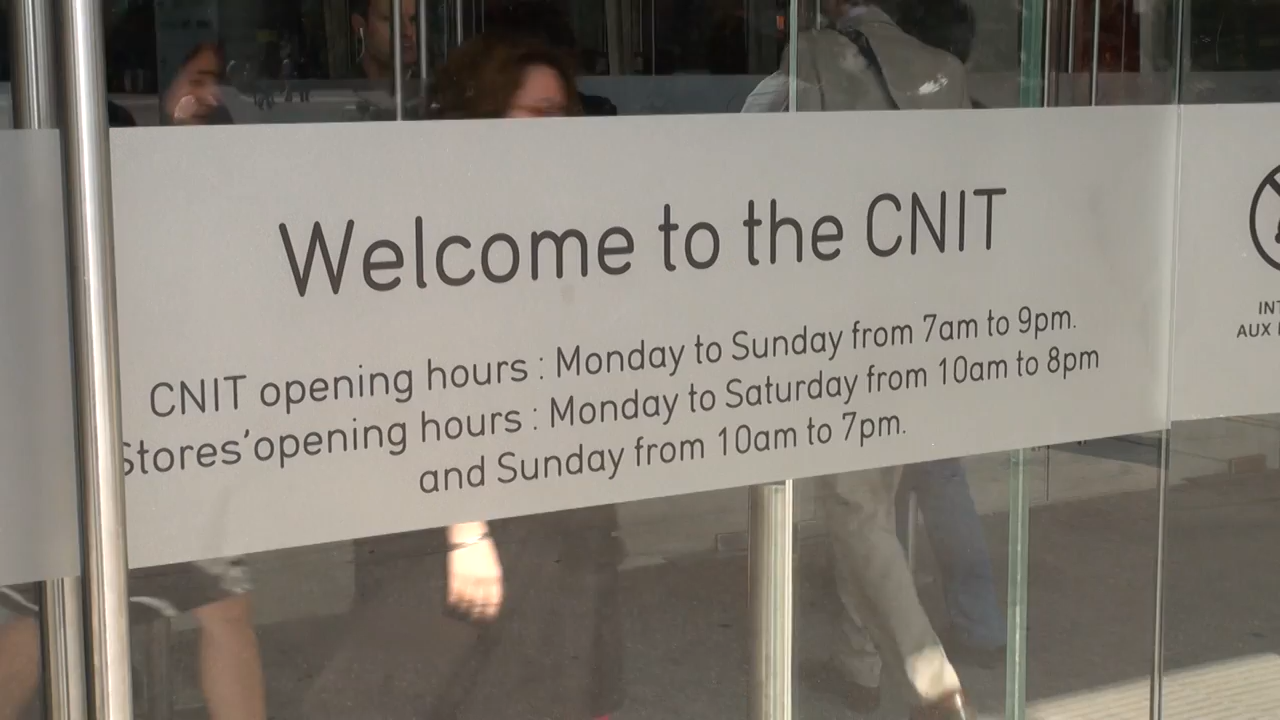 Welcome to the CNIT
CNIT opening hours : Monday to Sunday from 7am to 9pm.
Stores'opening hours : Monday to Saturday from 10am to 8pm
and Sunday from 10am to 7pm.
AUX